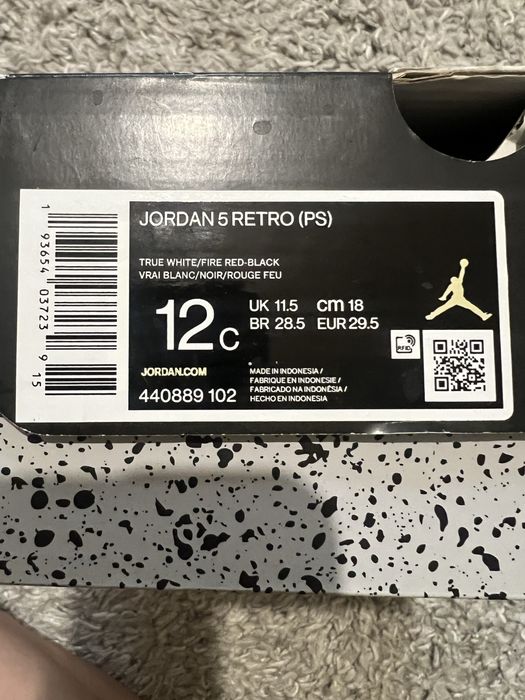 JORDAN 5 RETRO (PS)
TRUE WHITE/FIRE RED-BLACK
VRAI BLANC/NOIR/ROUGE FEU
12C
UK 11.5 cm 18
BR 28.5 EUR 29.5
RFID
JORDAN.COM
440889 102
MADE IN INDONESIA /
FABRIQUE EN INDONESIE /
FABRICADO NA INDONÉSIA /
HECHO EN INDONESIA
1 93654 03723 9 15